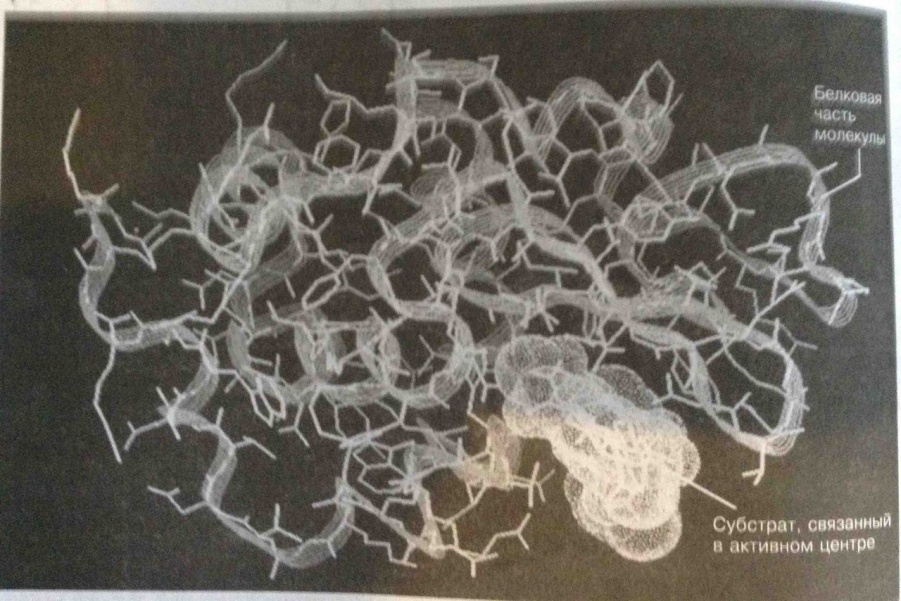 Белковая
часть
молекулы
Субстрат, связанный
в активном центре